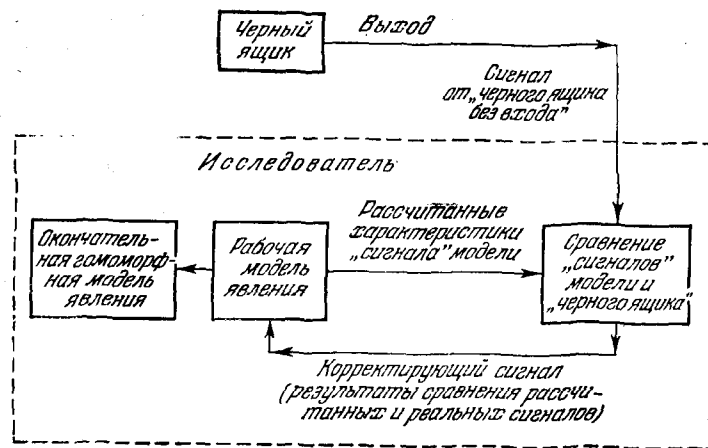 Черный
ящик
Выход
Сигнал
от „черного ящика
без входа”
Исследователь
Окончатель-
ная гомоморф-
ная модель
явления
Рабочая
модель
явления
Рассчитанные
характеристики
„сигнала” модели
Сравнение
„сигналов”
модели и
„черного ящика”
Корректирующий сигнал
(результаты сравнения рассчи-
танных и реальных сигналов)